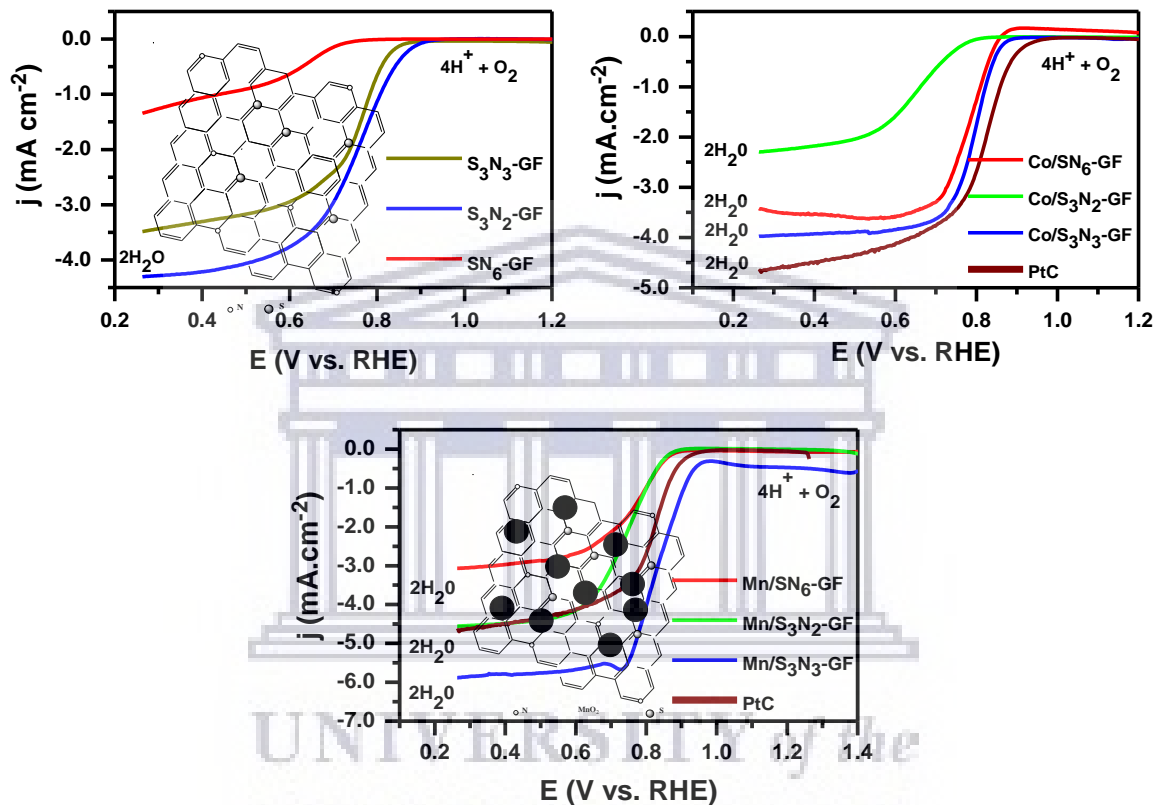 0.0
-1.0
-2.0
-3.0
-4.0
j (mA cm⁻²)
4H⁺ + O₂
S₃N₃-GF
S₃N₂-GF
SN₆-GF
2H₂O
N S
0.2 0.4 0.6 0.8 1.0 1.2
E (V vs. RHE)
0.0
-1.0
-2.0
-3.0
-4.0
-5.0
j (mA.cm⁻²)
4H⁺ + O₂
2H₂0
2H₂0
2H₂0
2H₂0
Co/SN₆-GF
Co/S₃N₂-GF
Co/S₃N₃-GF
PtC
0.2 0.4 0.6 0.8 1.0 1.2
E (V vs. RHE)
0.0
-1.0
-2.0
-3.0
-4.0
-5.0
-6.0
-7.0
j (mA.cm⁻²)
4H⁺ + O₂
2H₂0
2H₂0
2H₂0
Mn/SN₆-GF
Mn/S₃N₂-GF
Mn/S₃N₃-GF
PtC
N MnO₂ S
0.2 0.4 0.6 0.8 1.0 1.2 1.4
E (V vs. RHE)
UNIVERSITY of the